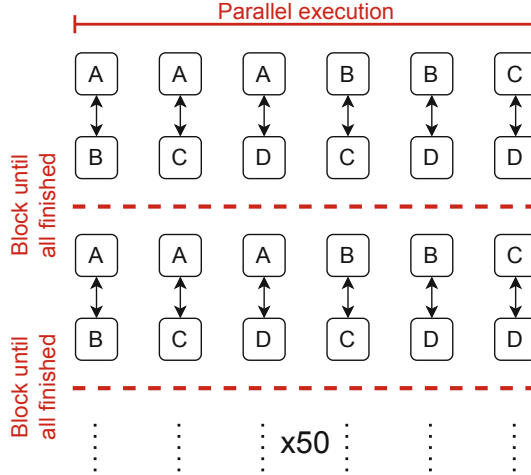 Parallel execution
A A A B B C
B C D C D D
Block until
all finished
A A A B B C
B C D C D D
Block until
all finished
x50